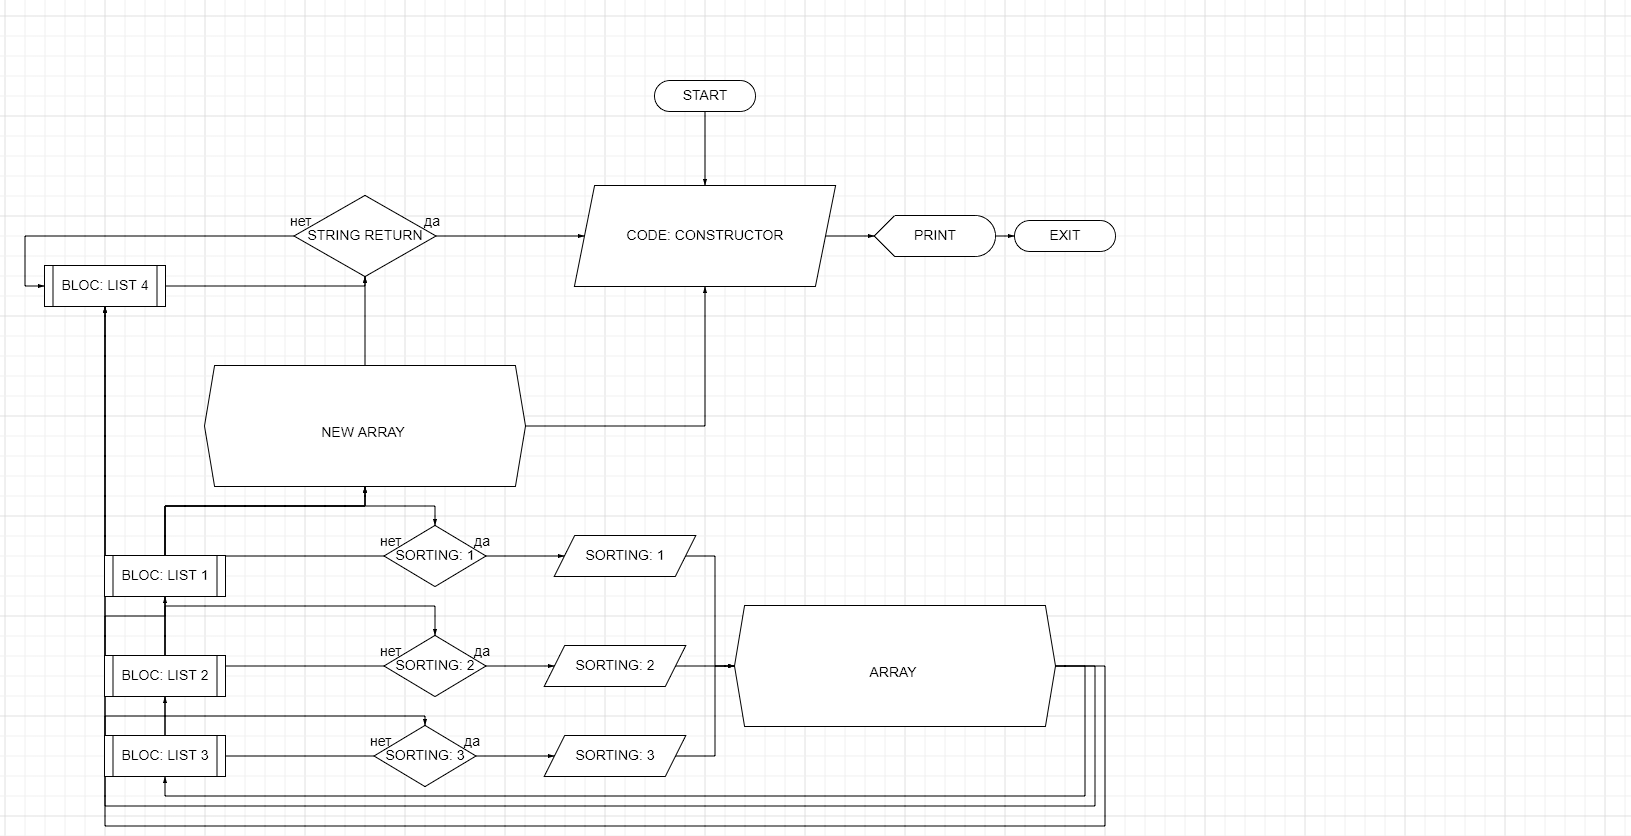 START
нет
да
STRING RETURN
CODE: CONSTRUCTOR
PRINT
EXIT
BLOC: LIST 4
NEW ARRAY
нет
да
SORTING: 1
SORTING: 1
BLOC: LIST 1
нет
да
SORTING: 2
SORTING: 2
BLOC: LIST 2
ARRAY
нет
да
SORTING: 3
SORTING: 3
BLOC: LIST 3